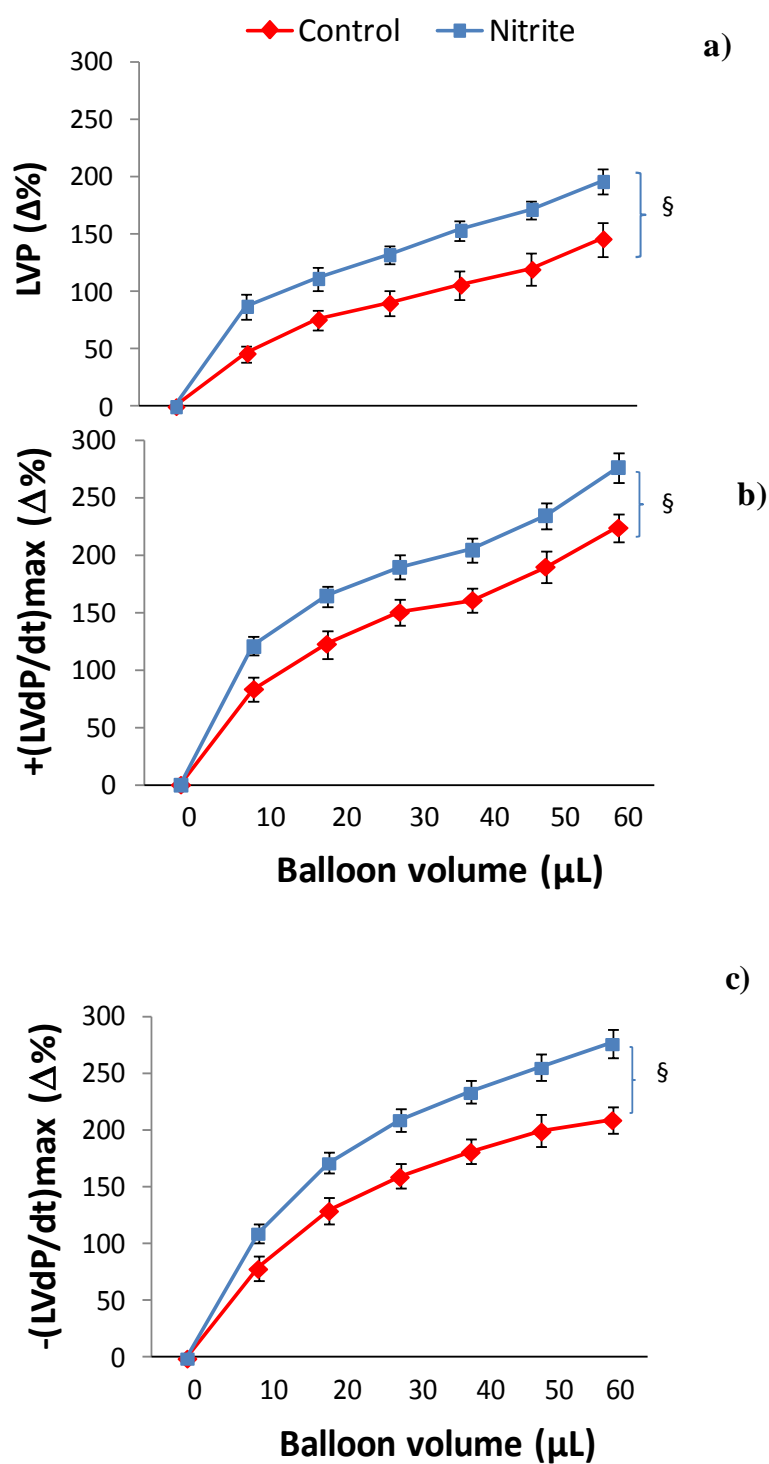 Control Nitrite
a)
LVP (Δ%)
300
250
200
150
100
50
0
§
b)
+(LVdP/dt)max (Δ%)
300
250
200
150
100
50
0
§
0 10 20 30 40 50 60
Balloon volume (µL)
c)
-(LVdP/dt)max (Δ%)
300
250
200
150
100
50
0
§
0 10 20 30 40 50 60
Balloon volume (µL)